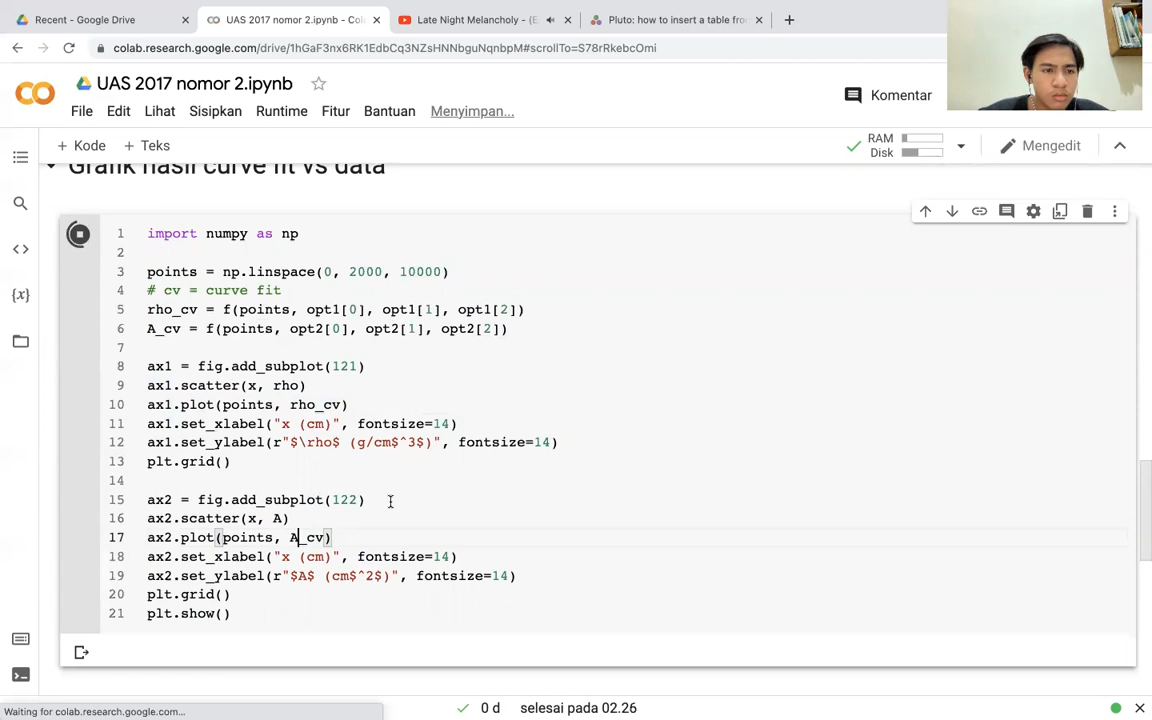 Recent - Google Drive
UAS 2017 nomor 2.ipynb - Col
Late Night Melancholy - (E
Pluto: how to insert a table fro
colab.research.google.com/drive/1hGaF3nx6RK1EdbCq3NZsHNNbguNqnbpM#scrollTo=S78rRkebcOmi
UAS 2017 nomor 2.ipynb
File Edit Lihat Sisipkan Runtime Fitur Bantuan Menyimpan...
Komentar
+ Kode + Teks
RAM
Disk
Mengedit
Grafik hasil curve fit vs data
1 import numpy as np
2
3 points = np.linspace(0, 2000, 10000)
4 # cv = curve fit
5 rho_cv = f(points, opt1[0], opt1[1], opt1[2])
6 A_cv = f(points, opt2[0], opt2[1], opt2[2])
7
8 ax1 = fig.add_subplot(121)
9 ax1.scatter(x, rho)
10 ax1.plot(points, rho_cv)
11 ax1.set_xlabel("x (cm)", fontsize=14)
12 ax1.set_ylabel(r"$\rho$ (g/cm$^3$)", fontsize=14)
13 plt.grid()
14
15 ax2 = fig.add_subplot(122)
16 ax2.scatter(x, A)
17 ax2.plot(points, A_cv)
18 ax2.set_xlabel("x (cm)", fontsize=14)
19 ax2.set_ylabel(r"$A$ (cm$^2$)", fontsize=14)
20 plt.grid()
21 plt.show()
Waiting for colab.research.google.com...
0 d selesai pada 02.26